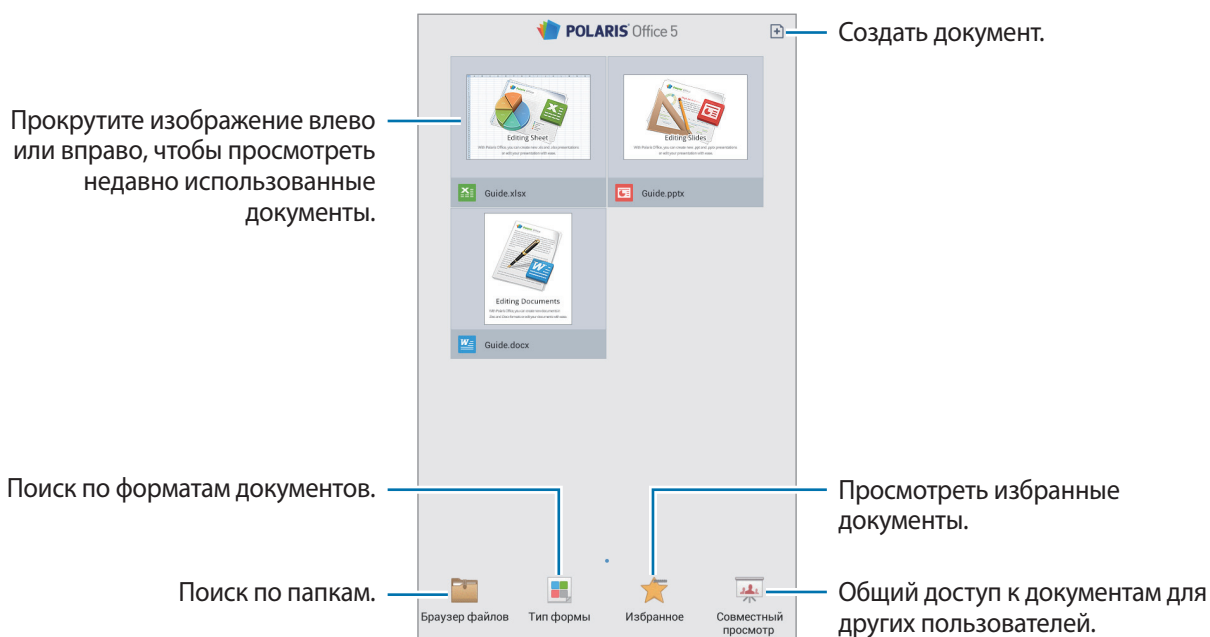 POLARIS Office 5
Создать документ.
Прокрутите изображение влево
или вправо, чтобы просмотреть
недавно использованные
документы.
Editing Sheet
Editing Slides
Guide.xlsx
Guide.pptx
Editing Documents
Guide.docx
Поиск по форматам документов.
Просмотреть избранные
документы.
Поиск по папкам.
Общий доступ к документам для
других пользователей.
Браузер файлов
Тип формы
Избранное
Совместный
просмотр